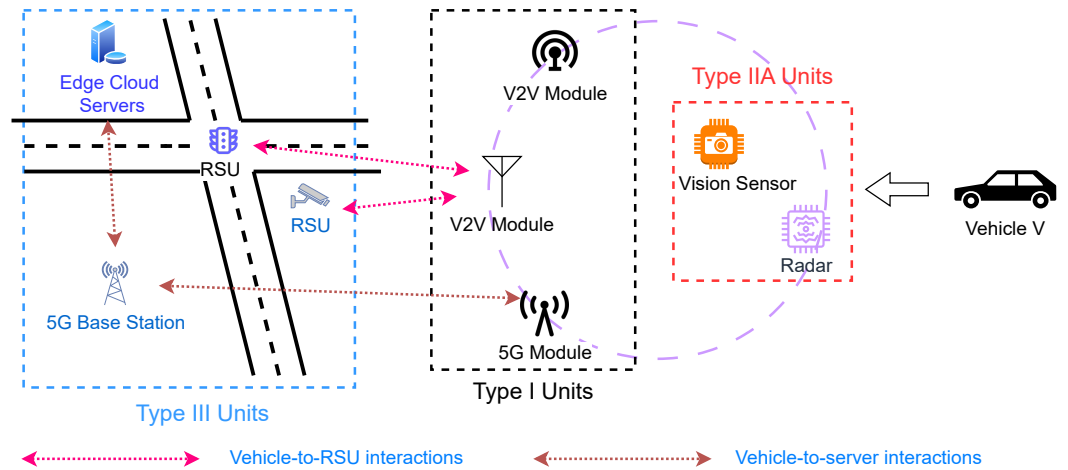 Edge Cloud
Servers
RSU
RSU
5G Base Station
Type III Units
V2V Module
V2V Module
5G Module
Type I Units
Type IIA Units
Vision Sensor
Radar
Vehicle V
Vehicle-to-RSU interactions
Vehicle-to-server interactions